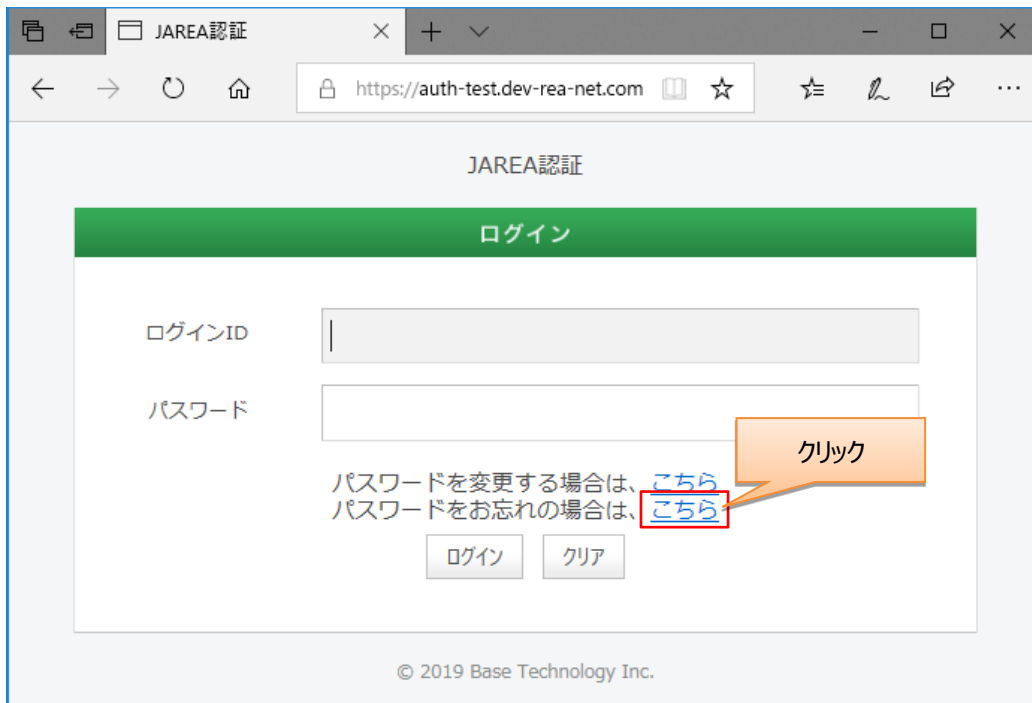 JAREA認証
https://auth-test.dev-rea-net.com
JAREA認証
ログイン
ログインID
パスワード
クリック
パスワードを変更する場合は、こちら
パスワードをお忘れの場合は、こちら
ログイン クリア
© 2019 Base Technology Inc.